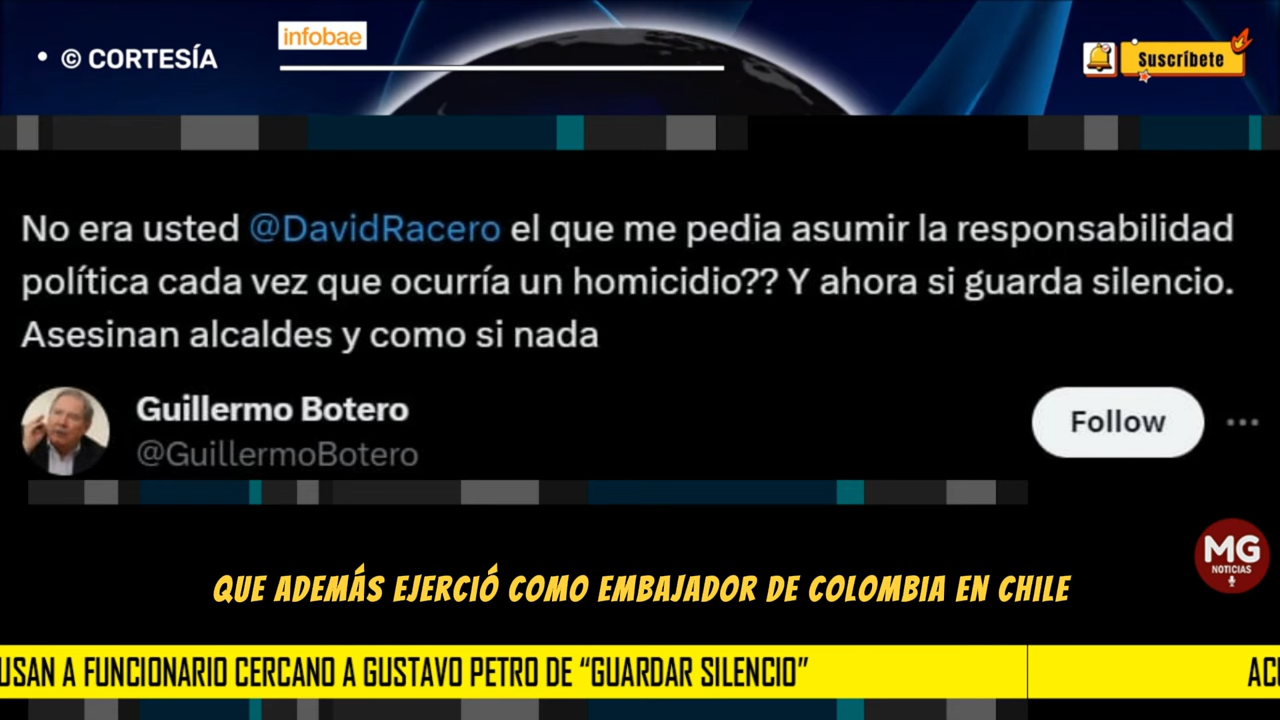 • © CORTESÍA
infobae
Suscríbete
No era usted @DavidRacero el que me pedia asumir la responsabilidad
política cada vez que ocurría un homicidio?? Y ahora si guarda silencio.
Asesinan alcaldes y como si nada
Guillermo Botero
@GuillermoBotero
Follow
MG
NOTICIAS
QUE ADEMÁS EJERCIÓ COMO EMBAJADOR DE COLOMBIA EN CHILE
USAN A FUNCIONARIO CERCANO A GUSTAVO PETRO DE “GUARDAR SILENCIO”